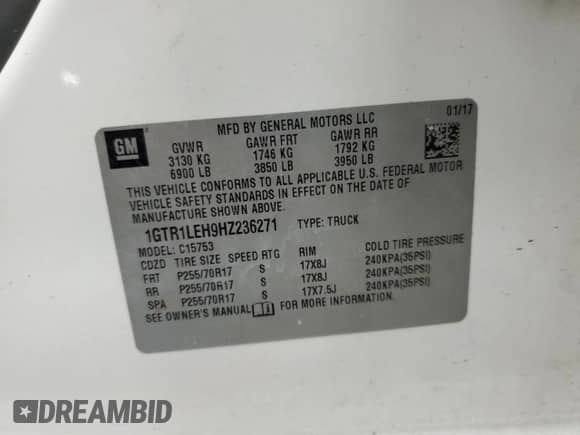 01/17
MFD BY GENERAL MOTORS LLC
GM
GVWR GAWR FRT GAWR RR
3130 KG 1746 KG 1792 KG
6900 LB 3850 LB 3950 LB
THIS VEHICLE CONFORMS TO ALL APPLICABLE U.S. FEDERAL MOTOR
VEHICLE SAFETY STANDARDS IN EFFECT ON THE DATE OF
MANUFACTURE SHOWN ABOVE.
1GTR1LEH9HZ236271 TYPE: TRUCK
MODEL: C15753
CDZD TIRE SIZE SPEED RTG RIM COLD TIRE PRESSURE
FRT P255/70R17 S 17X8J 240KPA(35PSI)
RR P255/70R17 S 17X8J 240KPA(35PSI)
SPA P255/70R17 S 17X7.5J 240KPA(35PSI)
SEE OWNER'S MANUAL FOR MORE INFORMATION.
DREAMBID